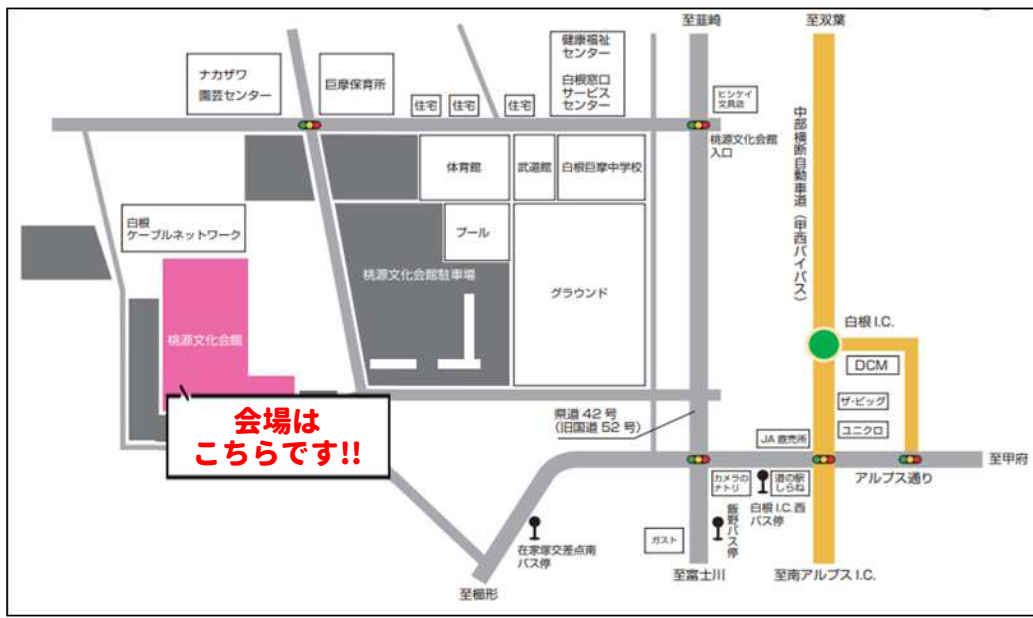 至韮崎
至双葉
健康福祉
センター
白根窓口
サービス
センター
ナカザワ
園芸センター
巨摩保育所
住宅
住宅
住宅
ヒシケイ
文具店
桃源文化会館
入口
中部横断自動車道（甲西バイパス）
体育館
武道館
白根巨摩中学校
白根
ケーブルネットワーク
プール
桃源文化会館駐車場
グラウンド
桃源文化会館
白根 I.C.
DCM
ザ・ビッグ
ユニクロ
会場は
こちらです!!
県道 42 号
（旧国道 52 号）
JA 直売所
至甲府
アルプス通り
カメラの
ナトリ
道の駅
しらね
白根 I.C. 西
バス停
飯野バス停
ガスト
在家塚交差点南
バス停
至櫛形
至富士川
至南アルプス I.C.